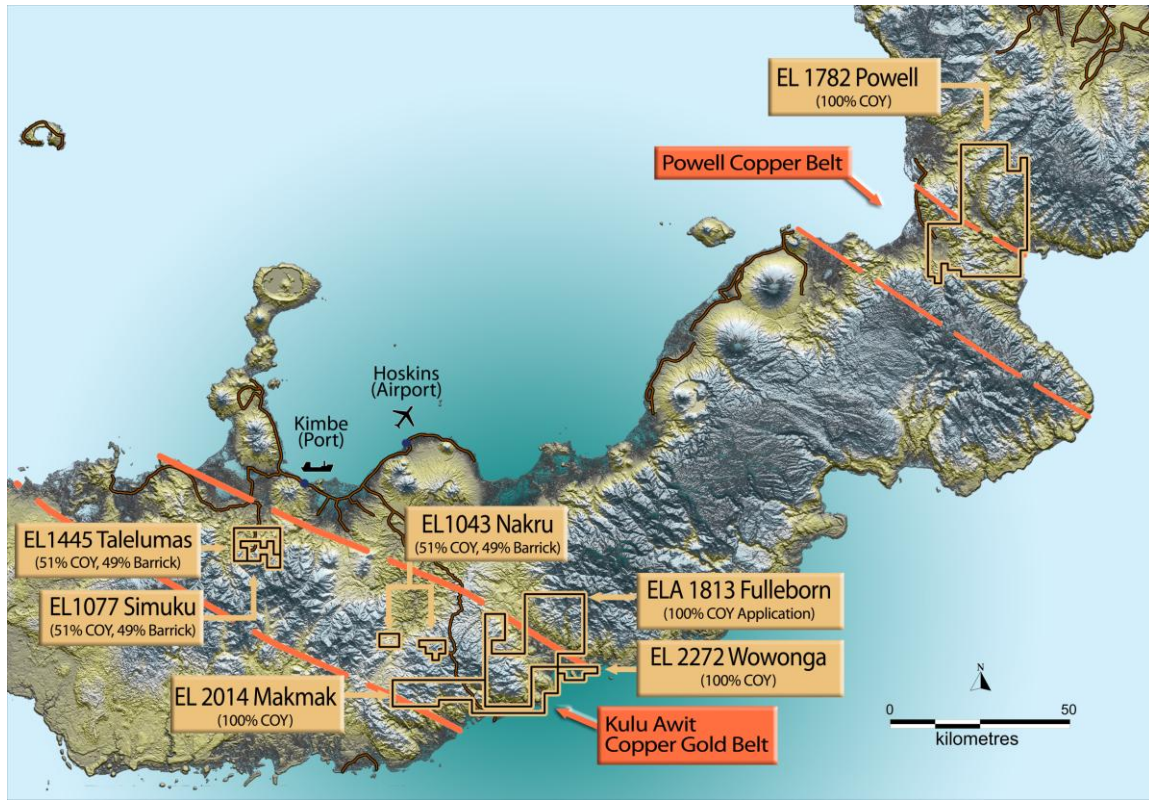 EL 1782 Powell
(100% COY)
Powell Copper Belt
Hoskins
(Airport)
Kimbe
(Port)
EL1043 Nakru
(51% COY, 49% Barrick)
EL1445 Talelumas
(51% COY, 49% Barrick)
EL1077 Simuku
(51% COY, 49% Barrick)
ELA 1813 Fulleborn
(100% COY Application)
EL 2272 Wowonga
(100% COY)
EL 2014 Makmak
(100% COY)
Kulu Awit
Copper Gold Belt
N
0 50
kilometres